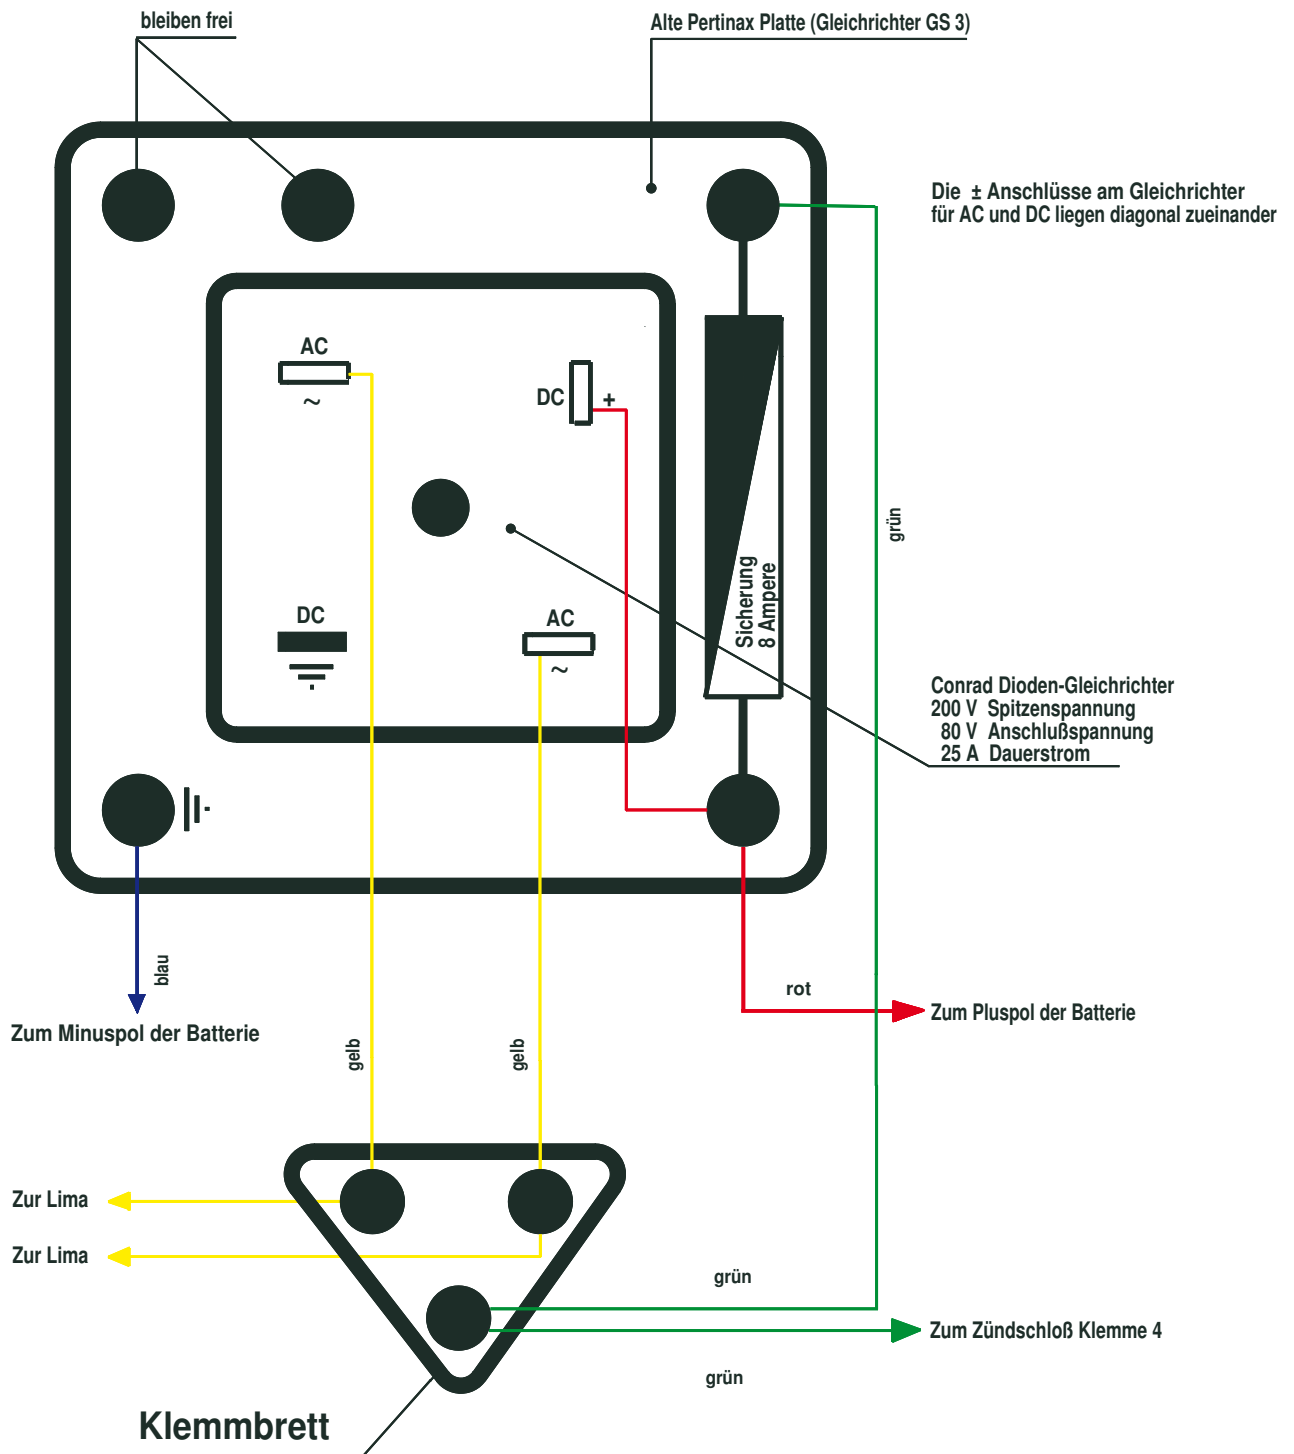 bleiben frei
Alte Pertinax Platte (Gleichrichter GS 3)
Die ± Anschlüsse am Gleichrichter
für AC und DC liegen diagonal zueinander
AC
~
DC +
grün
Sicherung
8 Ampere
DC
AC
~
Conrad Dioden-Gleichrichter
200 V Spitzenspannung
80 V Anschlußspannung
25 A Dauerstrom
blau
rot
Zum Pluspol der Batterie
Zum Minuspol der Batterie
gelb
gelb
Zur Lima
Zur Lima
grün
Zum Zündschloß Klemme 4
grün
Klemmbrett